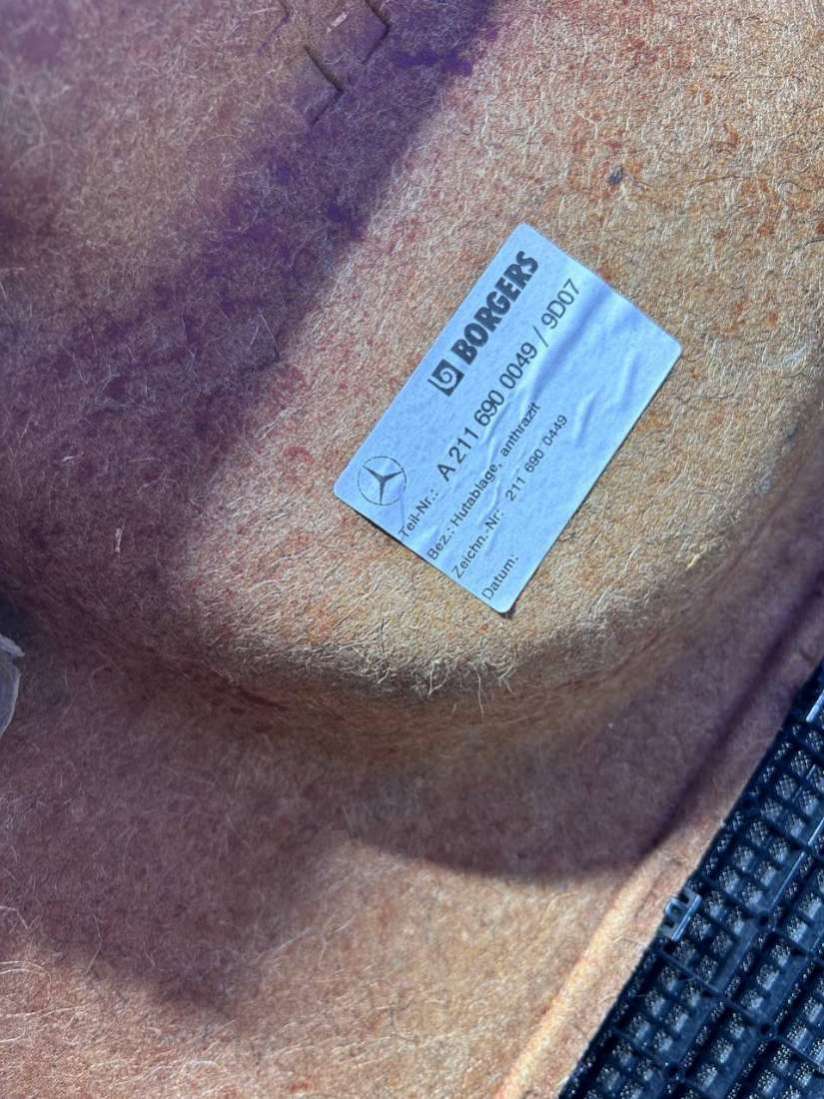 BORGERS
Teil-Nr.: A 211 690 0049 / 9D07
Bez.: Hutablage, anthrazit
Zeichn.-Nr: 211 690 0449
Datum: